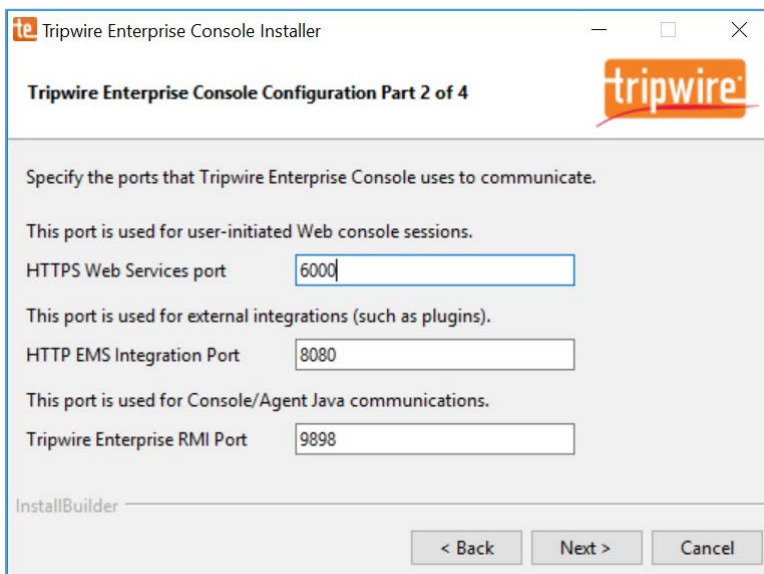 te Tripwire Enterprise Console Installer
Tripwire Enterprise Console Configuration Part 2 of 4
tripwire
Specify the ports that Tripwire Enterprise Console uses to communicate.
This port is used for user-initiated Web console sessions.
HTTPS Web Services port 6000
This port is used for external integrations (such as plugins).
HTTP EMS Integration Port 8080
This port is used for Console/Agent Java communications.
Tripwire Enterprise RMI Port 9898
InstallBuilder
< Back Next > Cancel